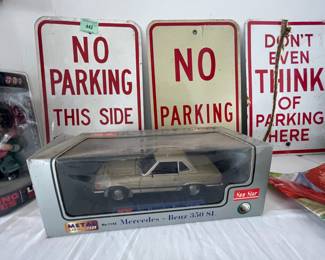 442
NO
PARKING
THIS SIDE
NO
PARKING
DON'T
EVEN
THINK
OF
PARKING
HERE
METAL
Mercedes - Benz 350 SL
Sun Star